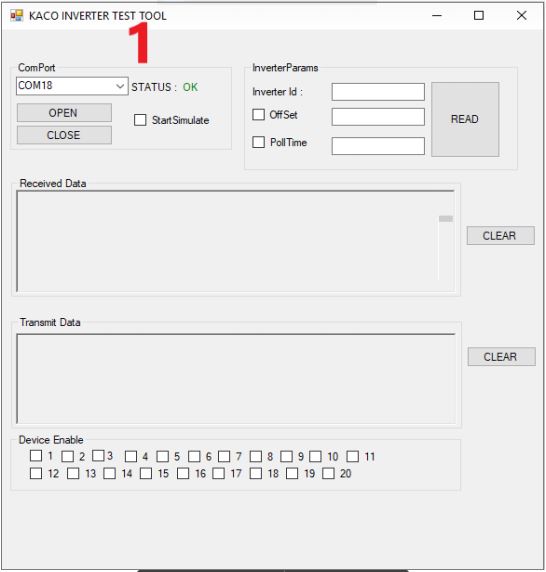 KACO INVERTER TEST TOOL
1
ComPort
COM18
STATUS : OK
OPEN
CLOSE
StartSimulate
InverterParams
Inverter Id :
OffSet
PollTime
READ
Received Data
CLEAR
Transmit Data
CLEAR
Device Enable
1 2 3 4 5 6 7 8 9 10 11
12 13 14 15 16 17 18 19 20